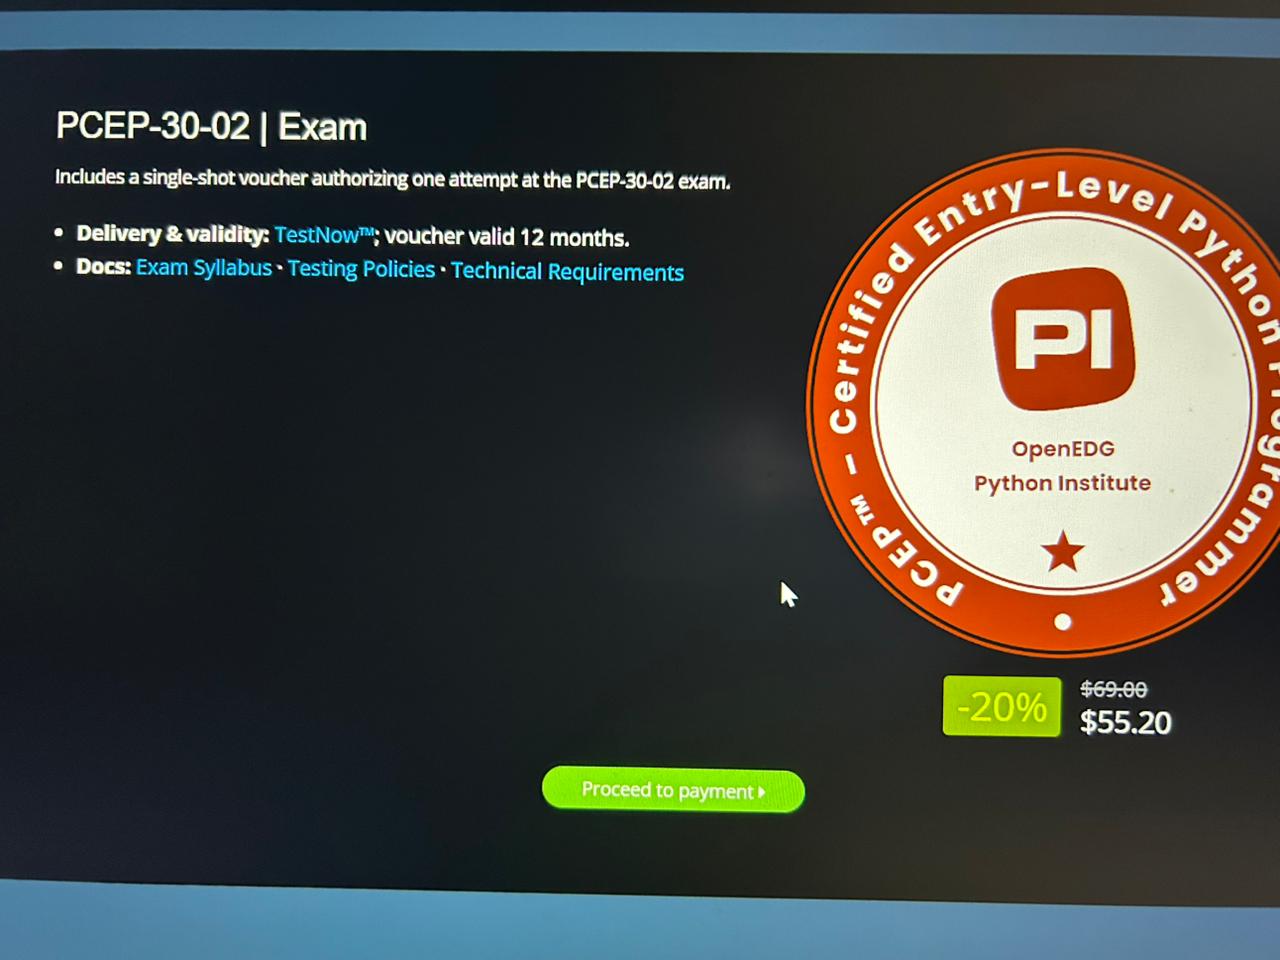 PCEP-30-02 | Exam
Includes a single-shot voucher authorizing one attempt at the PCEP-30-02 exam.
• Delivery & validity: TestNow™; voucher valid 12 months.
• Docs: Exam Syllabus • Testing Policies • Technical Requirements
PCEP™ – Certified Entry-Level Python Programmer
PI
OpenEDG
Python Institute
-20%
$69.00
$55.20
Proceed to payment